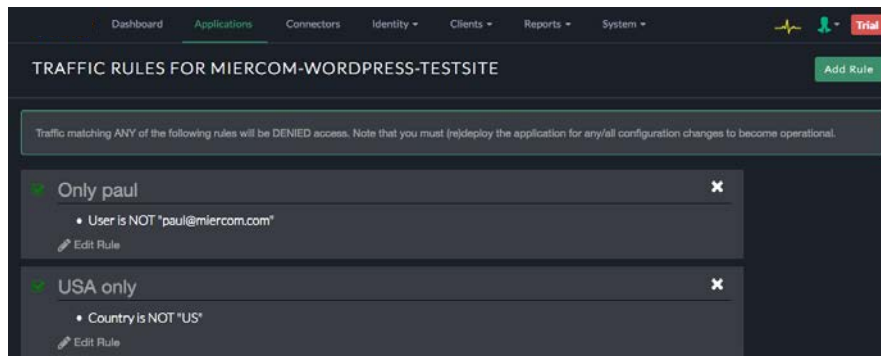 Dashboard Applications Connectors Identity Clients Reports System Trial
TRAFFIC RULES FOR MIERCOM-WORDPRESS-TESTSITE Add Rule
Traffic matching ANY of the following rules will be DENIED access. Note that you must (re)deploy the application for any/all configuration changes to become operational.
Only paul
• User is NOT "paul@miercom.com"
Edit Rule
USA only
• Country is NOT "US"
Edit Rule